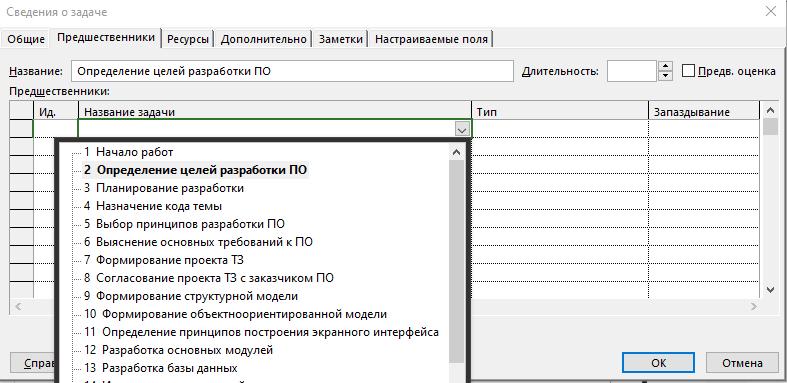 Сведения о задаче
Общие Предшественники Ресурсы Дополнительно Заметки Настраиваемые поля
Название: Определение целей разработки ПО Длительность: Предв. оценка
Предшественники:
Ид. Название задачи Тип Запаздывание
1 Начало работ
2 Определение целей разработки ПО
3 Планирование разработки
4 Назначение кода темы
5 Выбор принципов разработки ПО
6 Выяснение основных требований к ПО
7 Формирование проекта ТЗ
8 Согласование проекта ТЗ с заказчиком ПО
9 Формирование структурной модели
10 Формирование объектноориентированной модели
11 Определение принципов построения экранного интерфейса
12 Разработка основных модулей
13 Разработка базы данных
Справ ОК Отмена